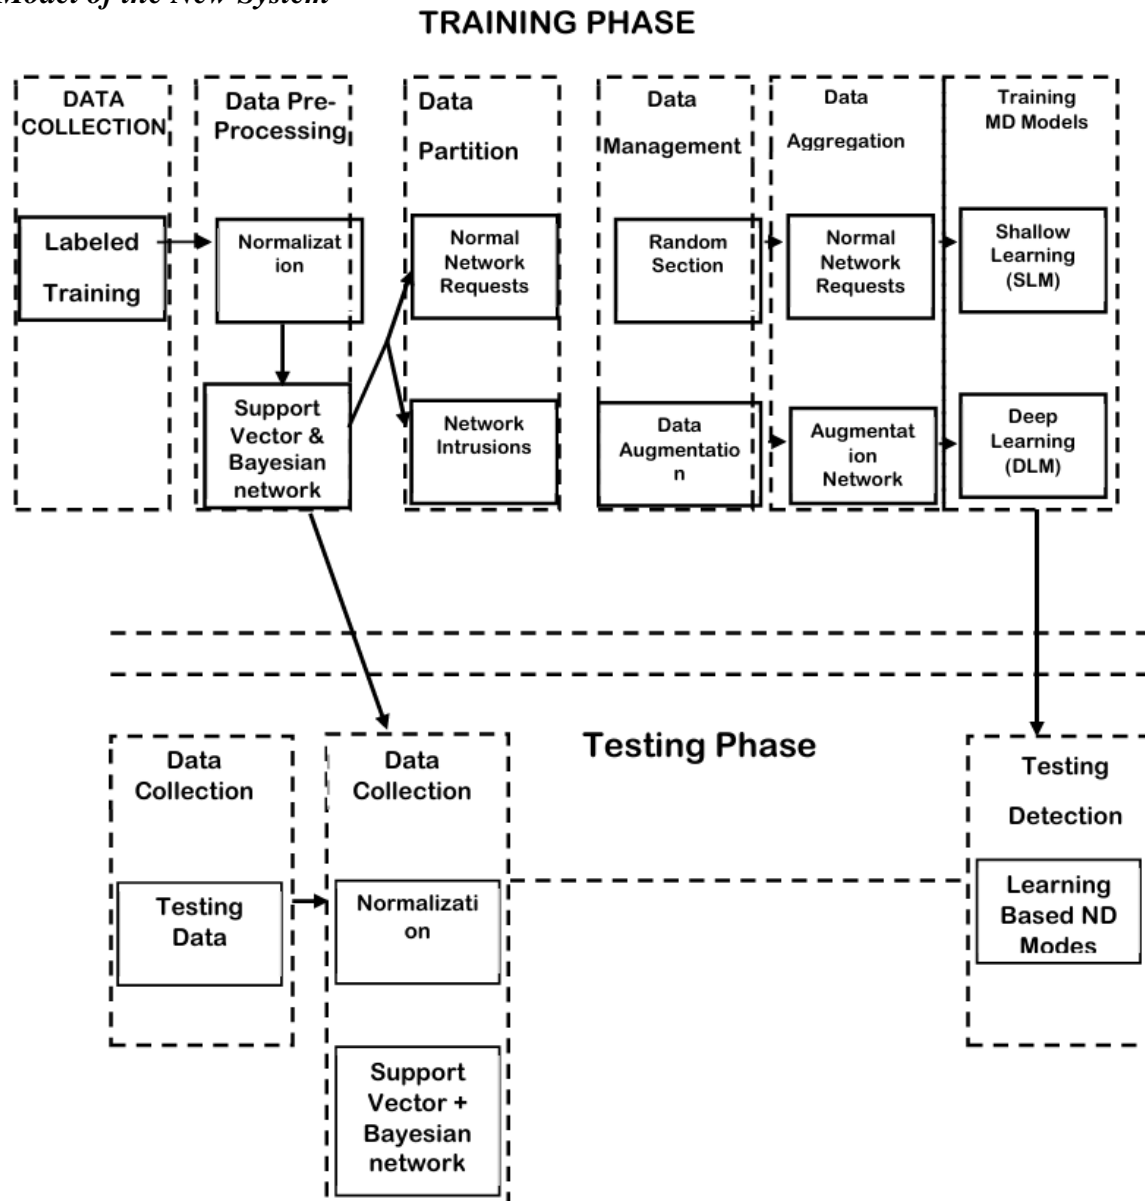 Model of the New System
TRAINING PHASE
DATA
COLLECTION
Labeled
Training
Data Pre-
Processing
Normalizat
ion
Support
Vector &
Bayesian
network
Data
Partition
Normal
Network
Requests
Network
Intrusions
Data
Management
Random
Section
Data
Augmentatio
n
Data
Aggregation
Normal
Network
Requests
Augmentat
ion
Network
Training
MD Models
Shallow
Learning
(SLM)
Deep
Learning
(DLM)
Testing Phase
Data
Collection
Testing
Data
Data
Collection
Normalizati
on
Support
Vector +
Bayesian
network
Testing
Detection
Learning
Based ND
Modes